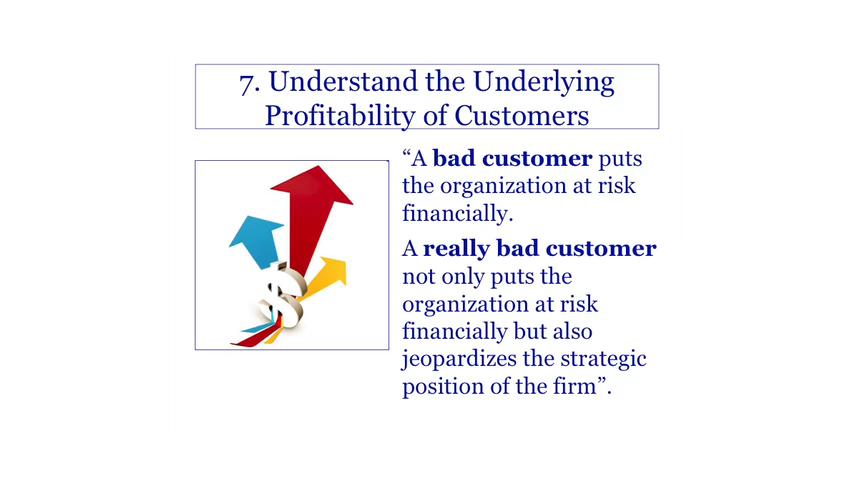 7. Understand the Underlying
Profitability of Customers
“A bad customer puts
the organization at risk
financially.
A really bad customer
not only puts the
organization at risk
financially but also
jeopardizes the strategic
position of the firm”.